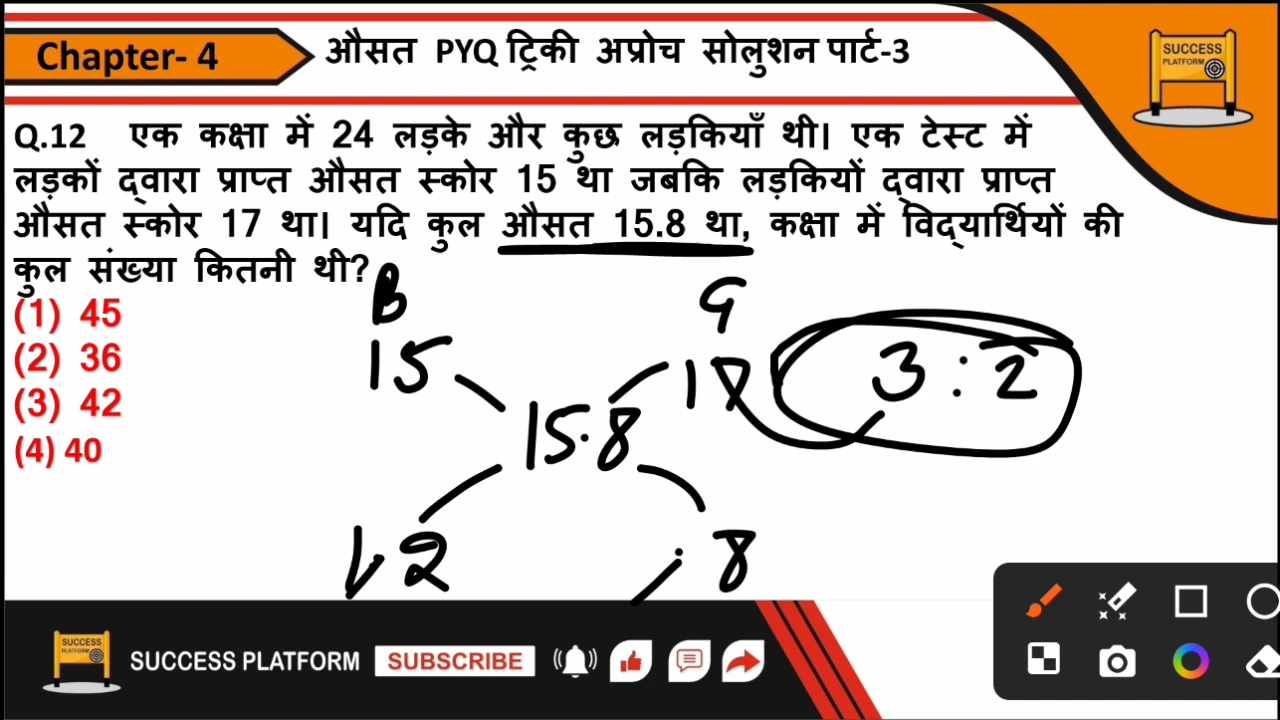 Chapter- 4
औसत PYQ ट्रिकी अप्रोच सोलुशन पार्ट-3
SUCCESS
PLATFORM
Q.12 एक कक्षा में 24 लड़के और कुछ लड़कियाँ थी। एक टेस्ट में
लड़कों द्वारा प्राप्त औसत स्कोर 15 था जबकि लड़कियों द्वारा प्राप्त
औसत स्कोर 17 था। यदि कुल औसत 15.8 था, कक्षा में विद्यार्थियों की
कुल संख्या कितनी थी?
(1) 45
(2) 36
(3) 42
(4) 40
B G
15 17 3 : 2
15.8
1.2 .8
SUCCESS
PLATFORM
SUCCESS PLATFORM SUBSCRIBE